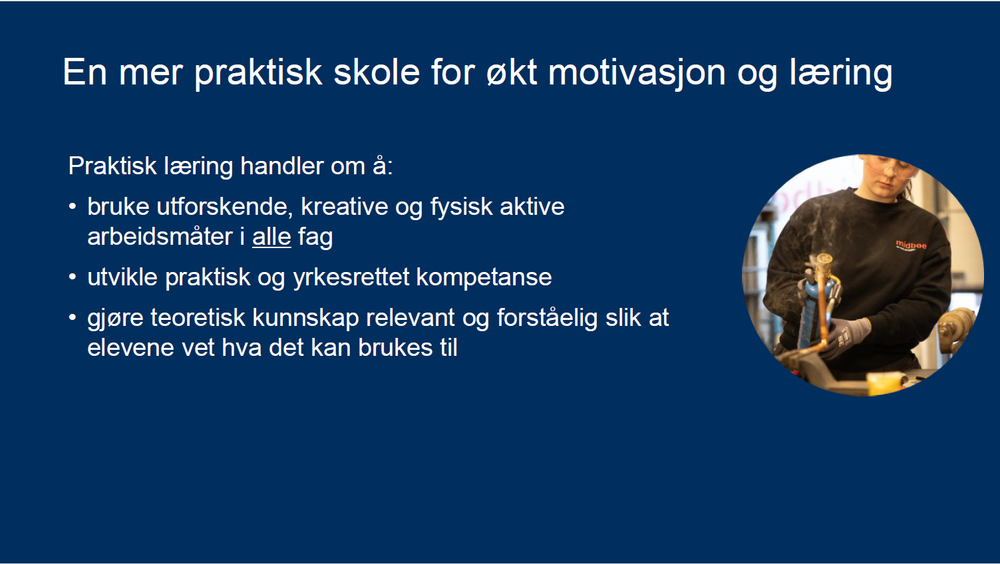 En mer praktisk skole for økt motivasjon og læring
Praktisk læring handler om å:
• bruke utforskende, kreative og fysisk aktive
arbeidsmåter i alle fag
• utvikle praktisk og yrkesrettet kompetanse
• gjøre teoretisk kunnskap relevant og forståelig slik at
elevene vet hva det kan brukes til
midbøe